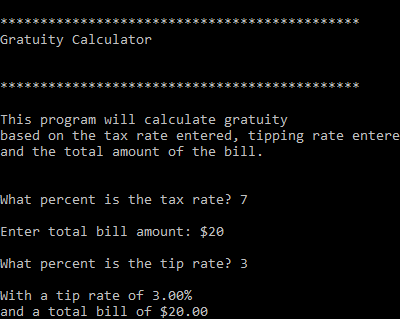 *********************************************
Gratuity Calculator
*********************************************
This program will calculate gratuity
based on the tax rate entered, tipping rate entere
and the total amount of the bill.
What percent is the tax rate? 7
Enter total bill amount: $20
What percent is the tip rate? 3
With a tip rate of 3.00%
and a total bill of $20.00